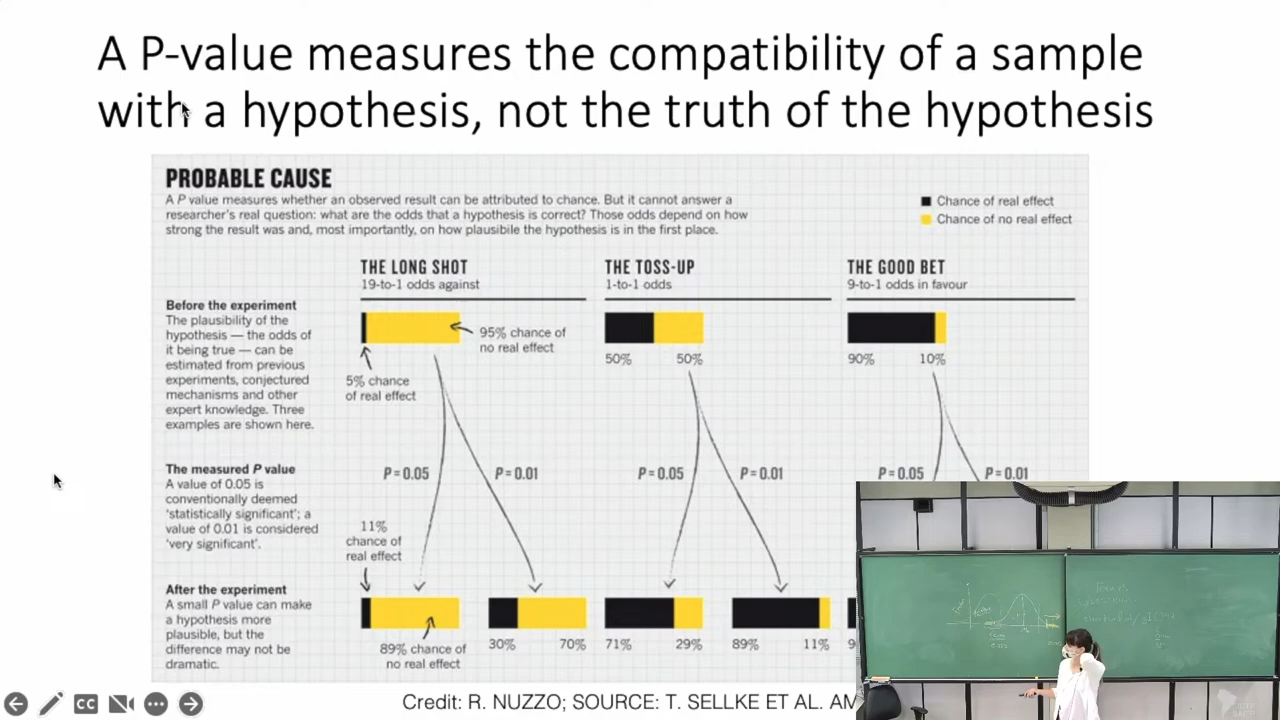 A P-value measures the compatibility of a sample
with a hypothesis, not the truth of the hypothesis
PROBABLE CAUSE
A P value measures whether an observed result can be attributed to chance. But it cannot answer a
researcher's real question: what are the odds that a hypothesis is correct? Those odds depend on how
strong the result was and, most importantly, on how plausibile the hypothesis is in the first place.
Chance of real effect
Chance of no real effect
THE LONG SHOT
19-to-1 odds against
THE TOSS-UP
1-to-1 odds
THE GOOD BET
9-to-1 odds in favour
Before the experiment
The plausibility of the
hypothesis — the odds of
it being true — can be
estimated from previous
experiments, conjectured
mechanisms and other
expert knowledge. Three
examples are shown here.
95% chance of
no real effect
5% chance
of real effect
50% 50%
90% 10%
The measured P value
A value of 0.05 is
conventionally deemed
'statistically significant'; a
value of 0.01 is considered
'very significant'.
P = 0.05 P = 0.01
P = 0.05 P = 0.01
P = 0.05 P = 0.01
11%
chance of
real effect
After the experiment
A small P value can make
a hypothesis more
plausible, but the
difference may not be
dramatic.
89% chance of
no real effect
30% 70%
71% 29%
89% 11%
9
CC
Credit: R. NUZZO; SOURCE: T. SELLKE ET AL. AM